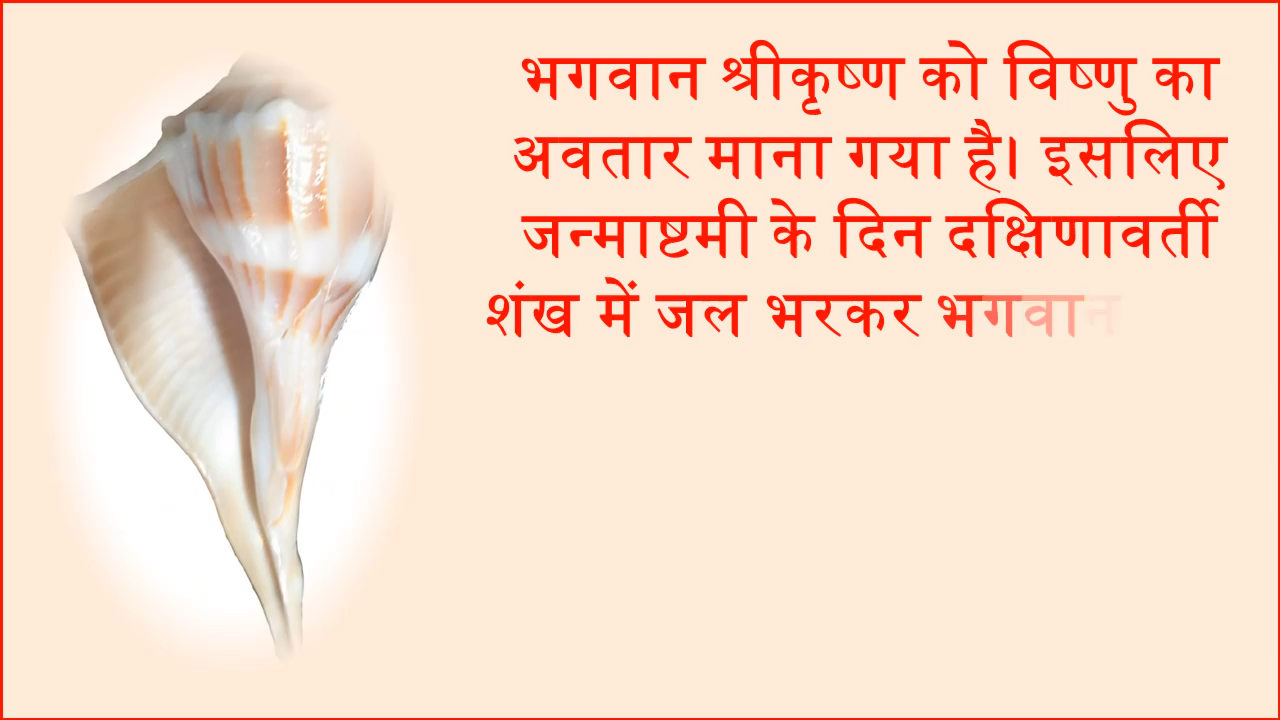 भगवान श्रीकृष्ण को विष्णु का
अवतार माना गया है। इसलिए
जन्माष्टमी के दिन दक्षिणावर्ती
शंख में जल भरकर भगवान